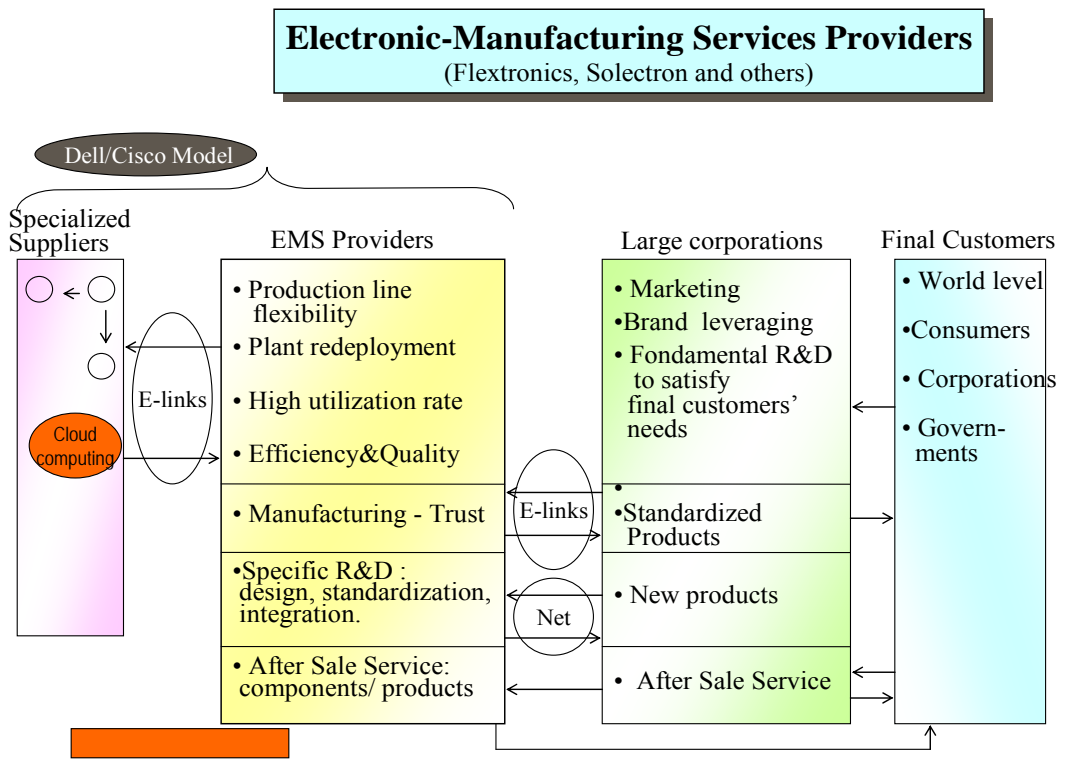 Electronic-Manufacturing Services Providers
(Flextronics, Solectron and others)
Dell/Cisco Model
Specialized
Suppliers
Cloud
computing
E-links
EMS Providers
• Production line
flexibility
• Plant redeployment
• High utilization rate
• Efficiency&Quality
• Manufacturing - Trust
•Specific R&D :
design, standardization,
integration.
• After Sale Service:
components/ products
E-links
Net
Large corporations
• Marketing
•Brand leveraging
• Fondamental R&D
to satisfy
final customers’
needs
•
•Standardized
Products
• New products
• After Sale Service
Final Customers
• World level
•Consumers
• Corporations
• Govern-
ments